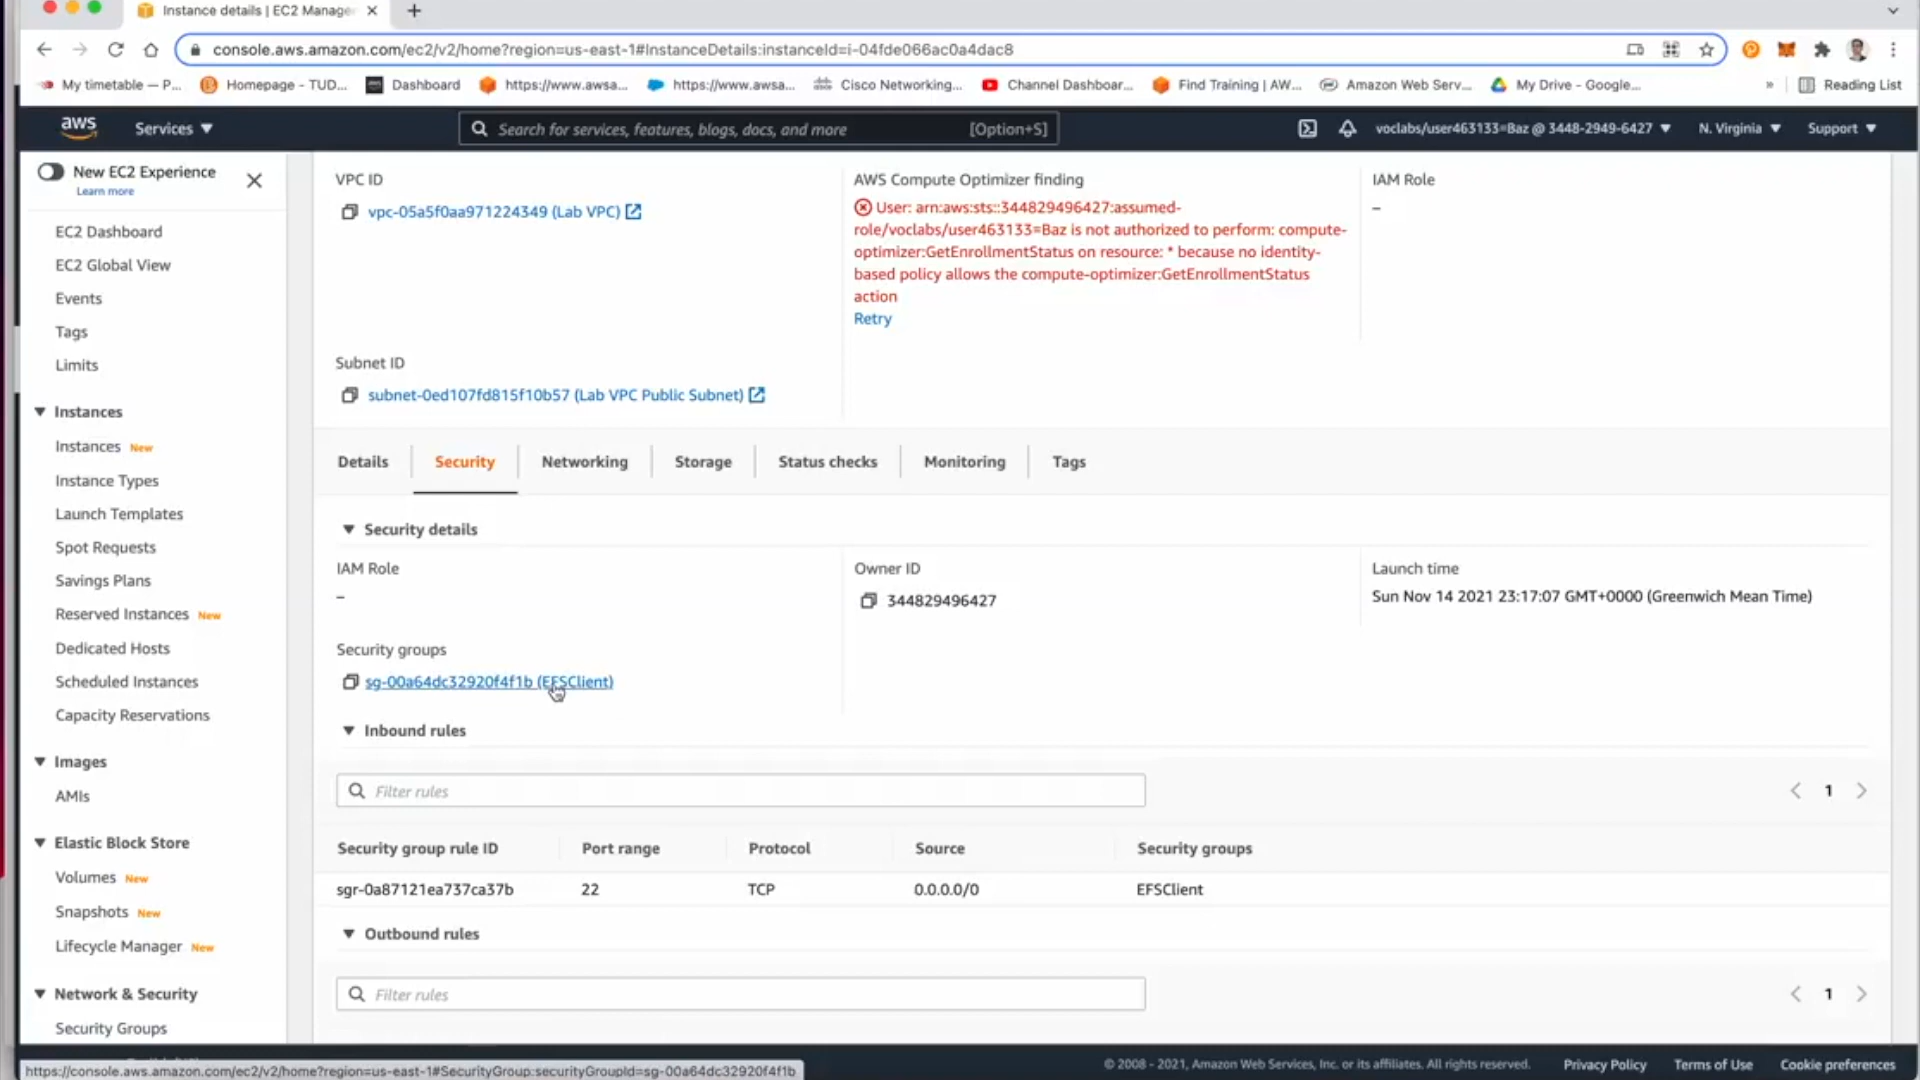 Instance details | EC2 Manage
console.aws.amazon.com/ec2/v2/home?region=us-east-1#InstanceDetails:instanceId=i-04fde066ac0a4dac8
My timetable — P...
Homepage - TUD...
Dashboard
https://www.awsa...
https://www.awsa...
Cisco Networking...
Channel Dashboar...
Find Training | AW...
Amazon Web Serv...
My Drive - Google...
»
Reading List
aws
Services
Search for services, features, blogs, docs, and more
[Option+S]
voclabs/user463133=Baz @ 3448-2949-6427
N. Virginia
Support
New EC2 Experience
Learn more
EC2 Dashboard
EC2 Global View
Events
Tags
Limits
Instances
Instances New
Instance Types
Launch Templates
Spot Requests
Savings Plans
Reserved Instances New
Dedicated Hosts
Scheduled Instances
Capacity Reservations
Images
AMIs
Elastic Block Store
Volumes New
Snapshots New
Lifecycle Manager New
Network & Security
Security Groups
VPC ID
vpc-05a5f0aa971224349 (Lab VPC)
AWS Compute Optimizer finding
User: arn:aws:sts::344829496427:assumed-
role/voclabs/user463133=Baz is not authorized to perform: compute-
optimizer:GetEnrollmentStatus on resource: * because no identity-
based policy allows the compute-optimizer:GetEnrollmentStatus
action
Retry
IAM Role
–
Subnet ID
subnet-0ed107fd815f10b57 (Lab VPC Public Subnet)
Details
Security
Networking
Storage
Status checks
Monitoring
Tags
Security details
IAM Role
–
Owner ID
344829496427
Launch time
Sun Nov 14 2021 23:17:07 GMT+0000 (Greenwich Mean Time)
Security groups
sg-00a64dc32920f4f1b (EFSClient)
Inbound rules
Filter rules
1
Security group rule ID
Port range
Protocol
Source
Security groups
sgr-0a87121ea737ca37b
22
TCP
0.0.0.0/0
EFSClient
Outbound rules
Filter rules
1
https://console.aws.amazon.com/ec2/v2/home?region=us-east-1#SecurityGroup:securityGroupId=sg-00a64dc32920f4f1b
© 2008 - 2021, Amazon Web Services, Inc. or its affiliates. All rights reserved.
Privacy Policy
Terms of Use
Cookie preferences